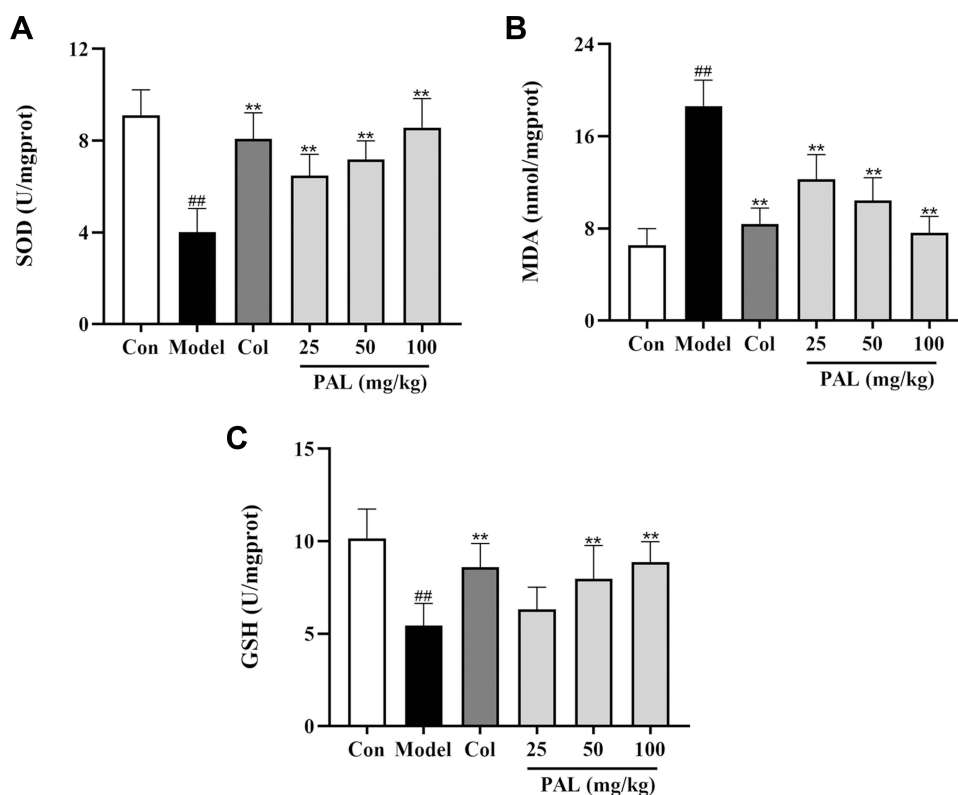 A
SOD (U/mgprot)
12
8
4
0
##
**
**
**
**
Con Model Col 25 50 100
PAL (mg/kg)
B
MDA (nmol/mgprot)
24
16
8
0
##
**
**
**
**
Con Model Col 25 50 100
PAL (mg/kg)
C
GSH (U/mgprot)
15
10
5
0
##
**
**
**
Con Model Col 25 50 100
PAL (mg/kg)